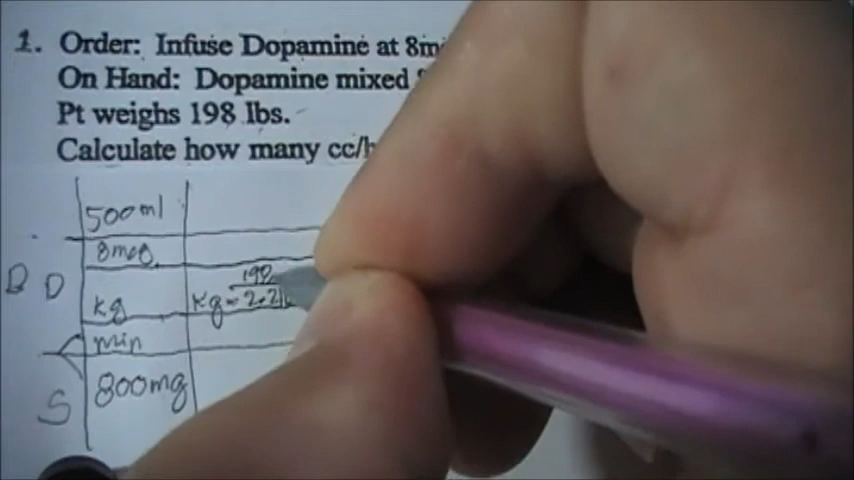 1. Order: Infuse Dopamine at 8m
On Hand: Dopamine mixed
Pt weighs 198 lbs.
Calculate how many cc/h
500ml
8mcg
D
198
kg
kg = 2.2
min
S 800mg